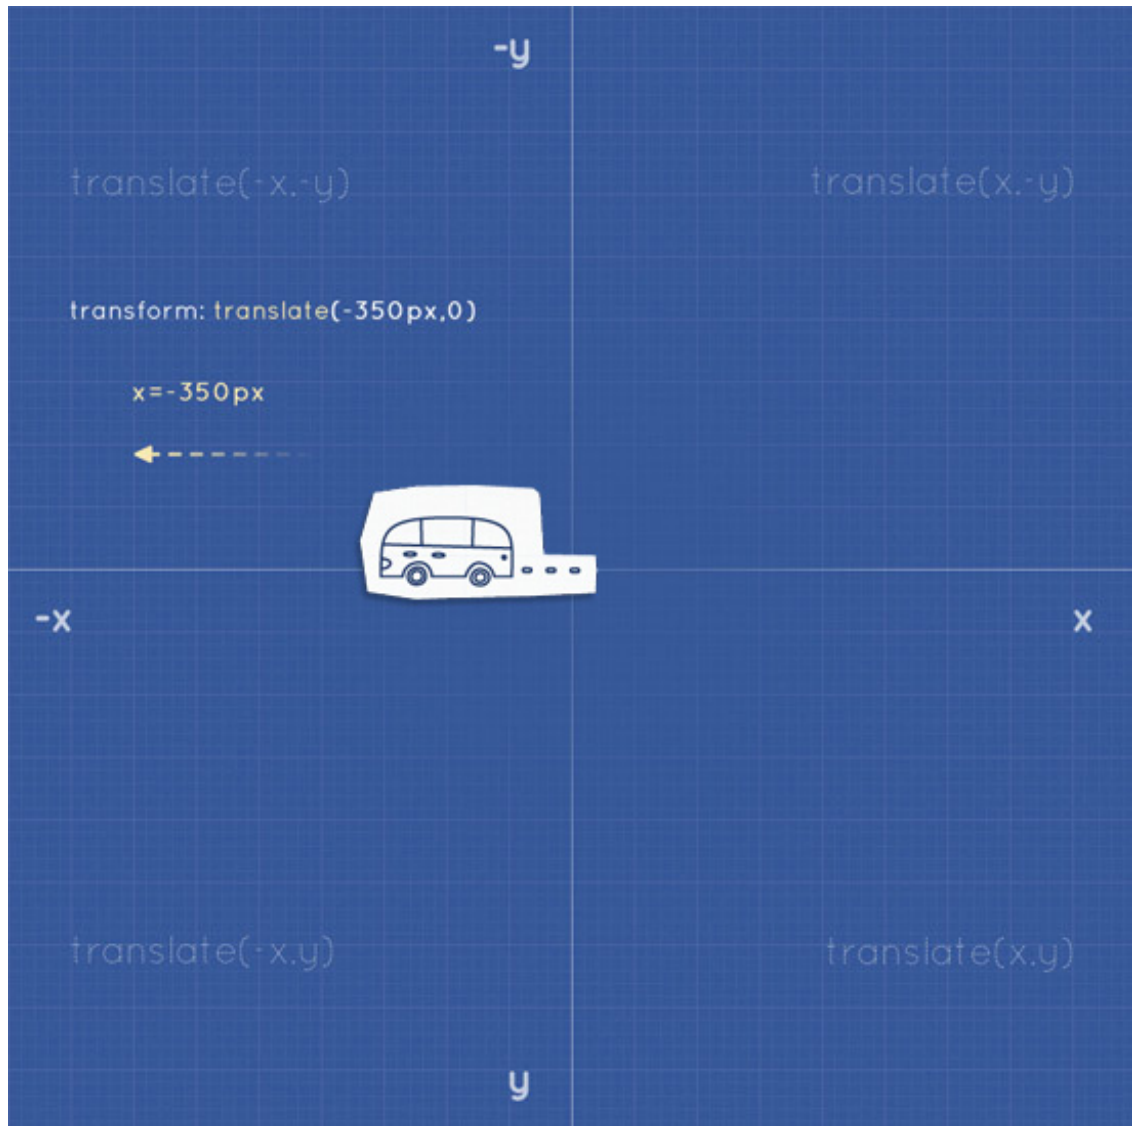 -y
translate(-x,-y)
translate(x,-y)
transform: translate(-350px,0)
x=-350px
-x
x
translate(-x,y)
translate(x,y)
y